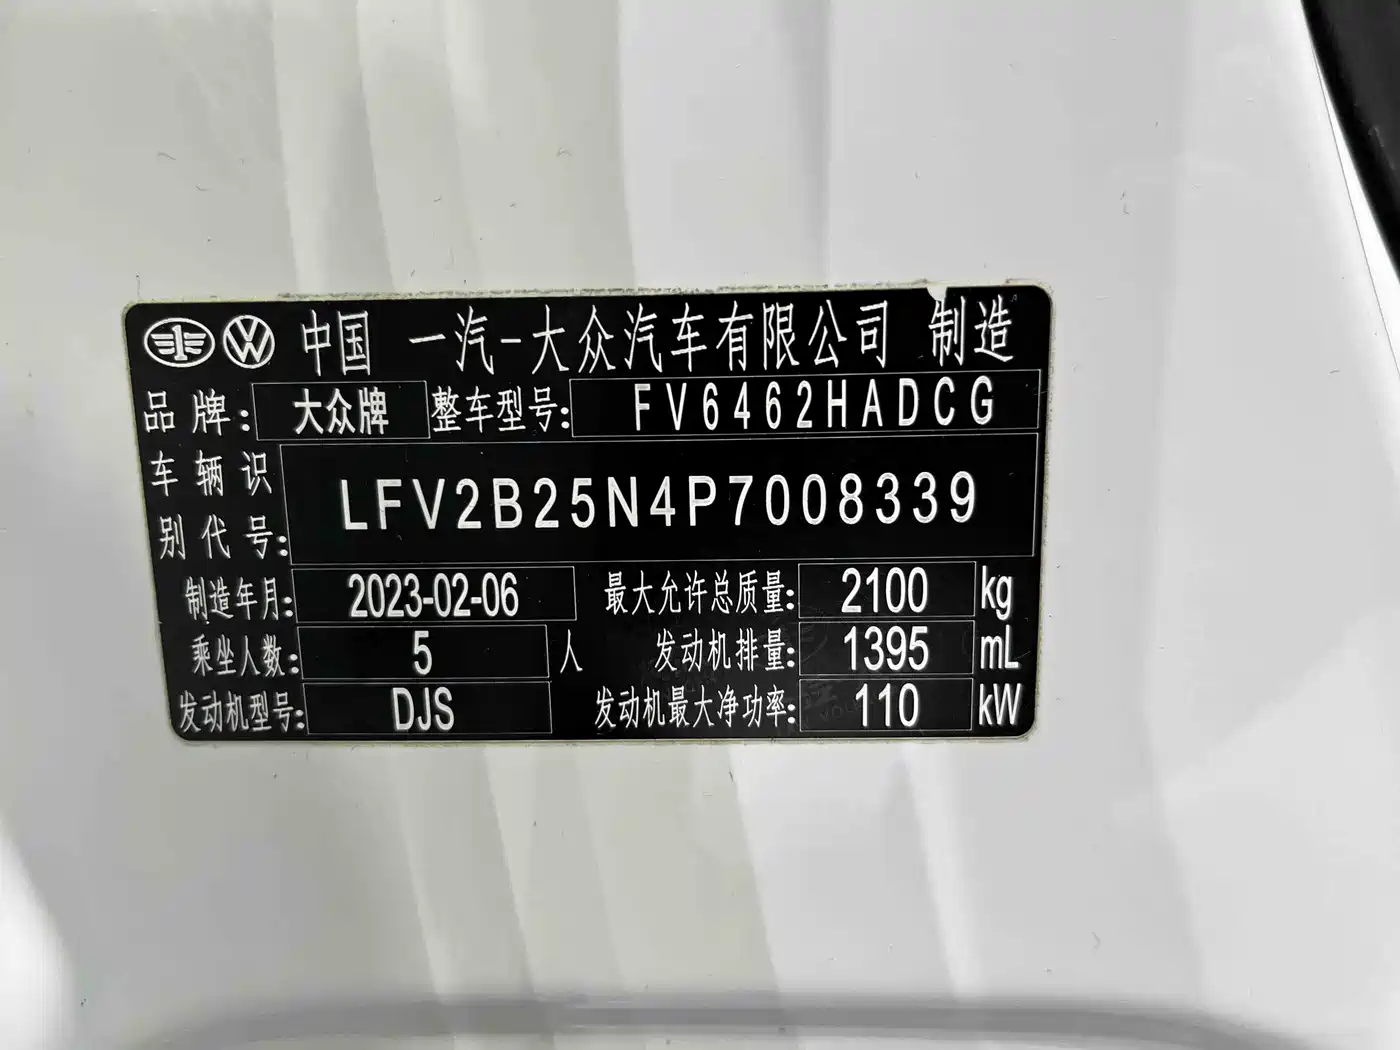 中国 一汽-大众汽车有限公司 制造
品牌: 大众牌 整车型号: FV6462HADCG
车辆识别代号: LFV2B25N4P7008339
制造年月: 2023-02-06 最大允许总质量: 2100 kg
乘坐人数: 5 人 发动机排量: 1395 mL
发动机型号: DJS 发动机最大净功率: 110 kW